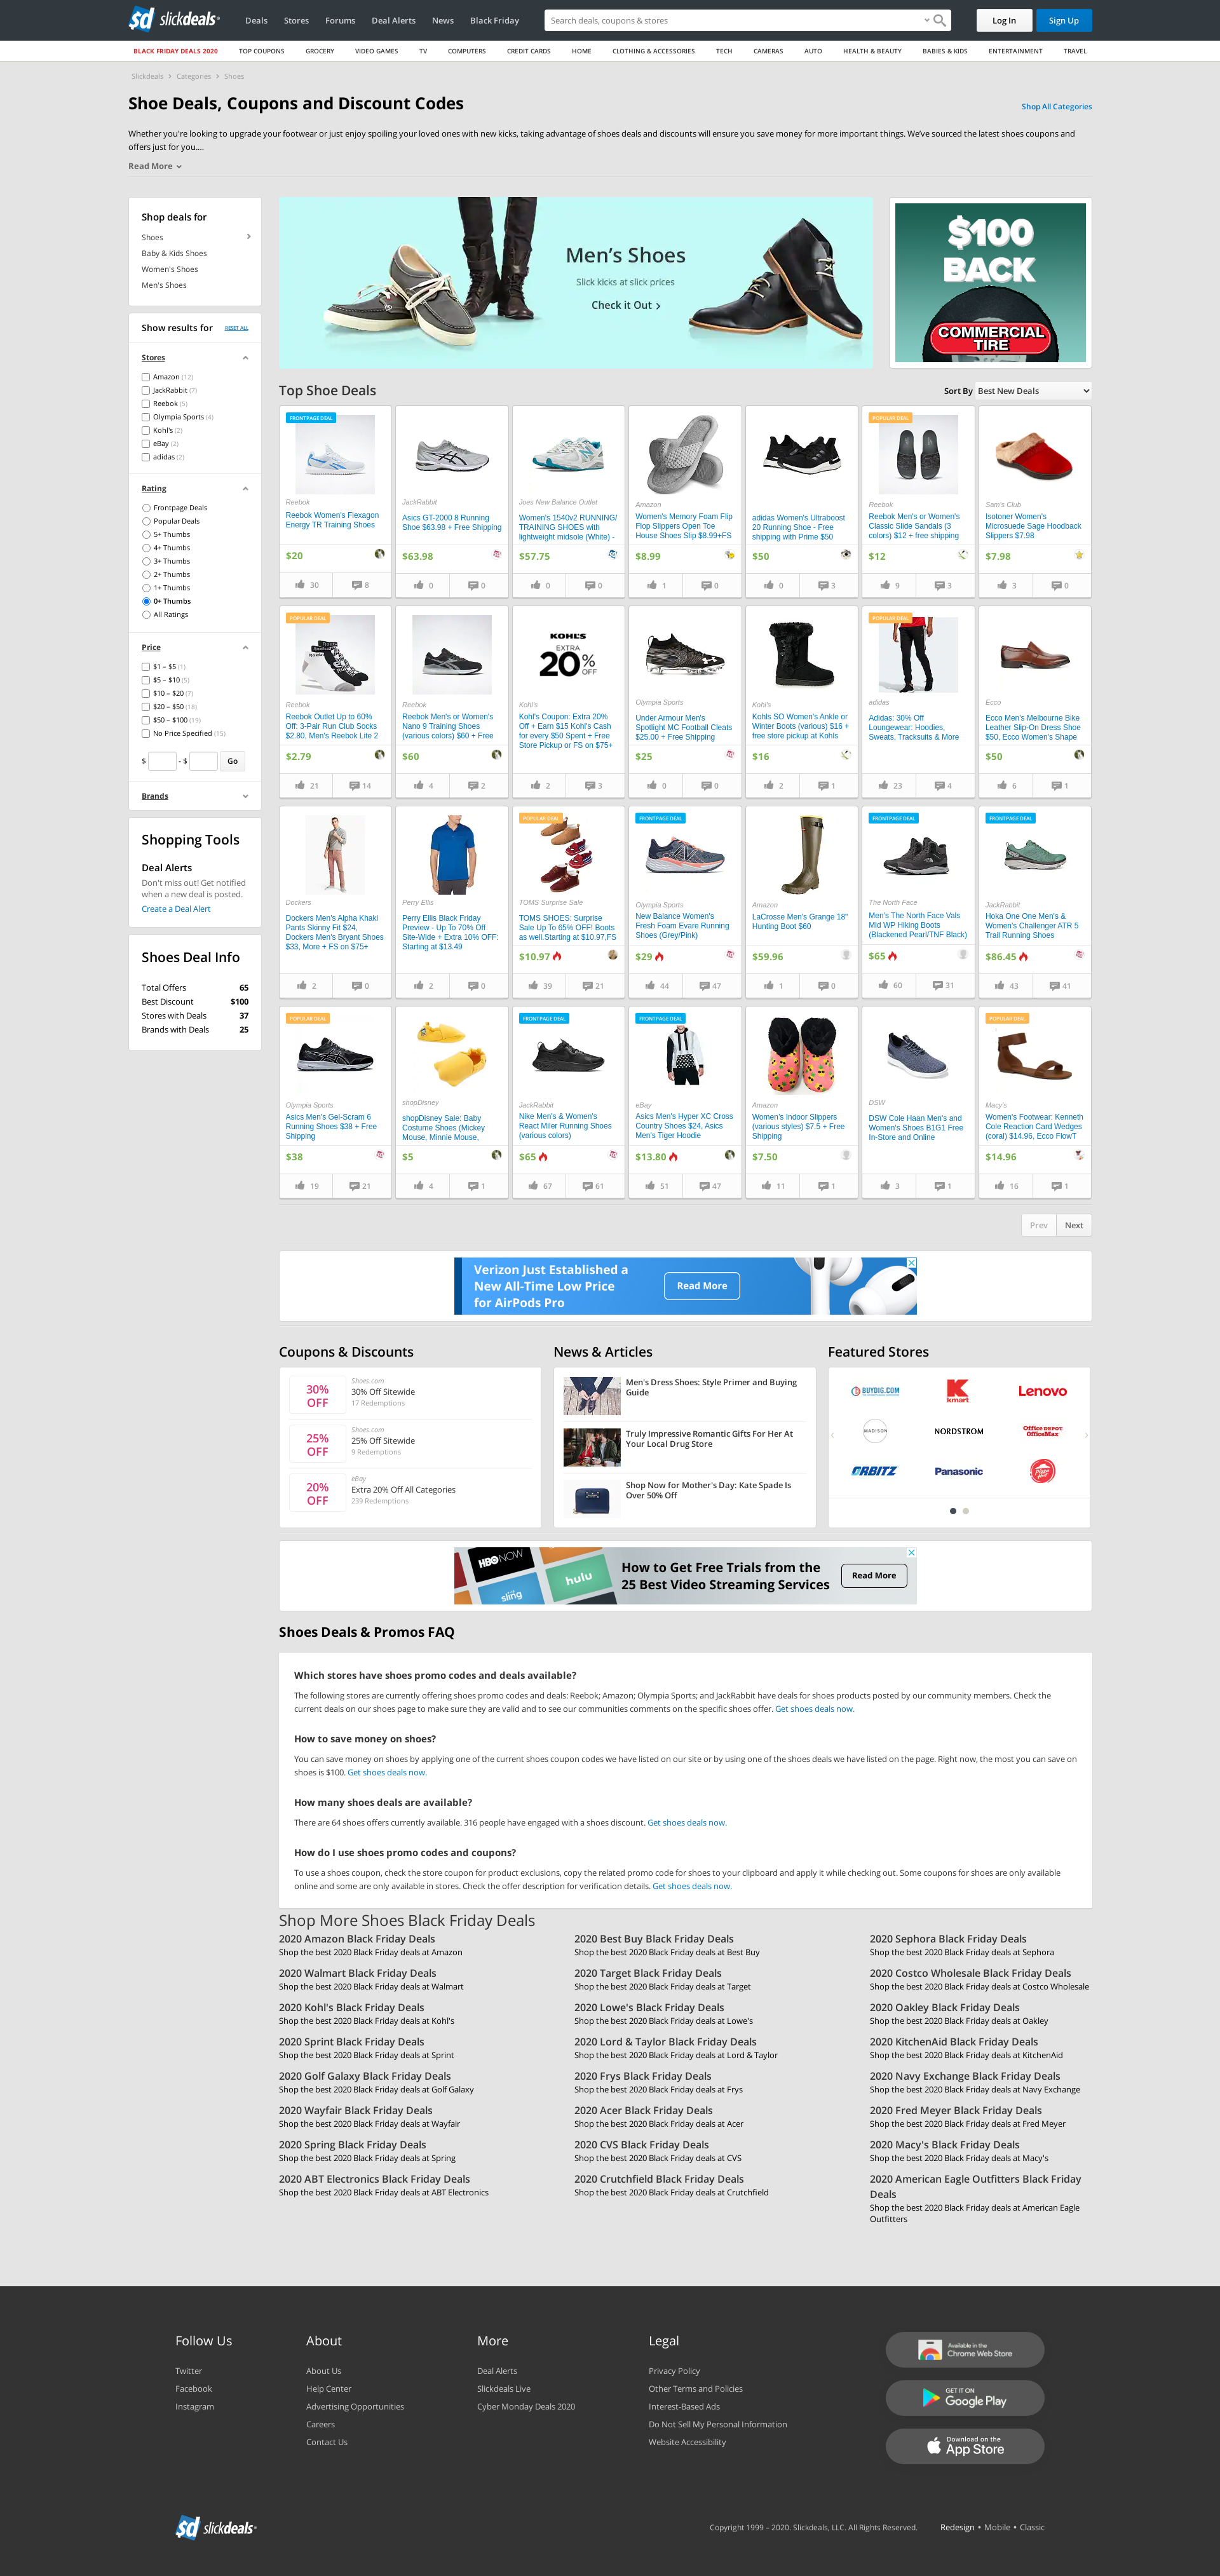 sd slickdeals
Deals Stores Forums Deal Alerts News Black Friday
Search deals, coupons & stores
Log In
Sign Up
BLACK FRIDAY DEALS 2020 TOP COUPONS GROCERY VIDEO GAMES TV COMPUTERS CREDIT CARDS HOME CLOTHING & ACCESSORIES TECH CAMERAS AUTO HEALTH & BEAUTY BABIES & KIDS ENTERTAINMENT TRAVEL
Slickdeals › Categories › Shoes
Shoe Deals, Coupons and Discount Codes
Shop All Categories
Whether you're looking to upgrade your footwear or just enjoy spoiling your loved ones with new kicks, taking advantage of shoes deals and discounts will ensure you save money for more important things. We've sourced the latest shoes coupons and
offers just for you....
Read More
Shop deals for
Shoes
Baby & Kids Shoes
Women's Shoes
Men's Shoes
Show results for
RESET ALL
Stores
Amazon (12)
JackRabbit (7)
Reebok (5)
Olympia Sports (4)
Kohl's (2)
eBay (2)
adidas (2)
Rating
Frontpage Deals
Popular Deals
5+ Thumbs
4+ Thumbs
3+ Thumbs
2+ Thumbs
1+ Thumbs
0+ Thumbs
All Ratings
Price
$1 – $5 (1)
$5 – $10 (5)
$10 – $20 (7)
$20 – $50 (18)
$50 – $100 (19)
No Price Specified (15)
$ - $ Go
Brands
Shopping Tools
Deal Alerts
Don't miss out! Get notified
when a new deal is posted.
Create a Deal Alert
Shoes Deal Info
Total Offers 65
Best Discount $100
Stores with Deals 37
Brands with Deals 25
Men's Shoes
Slick kicks at slick prices
Check it Out
$100
BACK
COMMERCIAL
TIRE
Top Shoe Deals
Sort By Best New Deals
FRONTPAGE DEAL
Reebok
Reebok Women's Flexagon
Energy TR Training Shoes
$20
30 8
JackRabbit
Asics GT-2000 8 Running
Shoe $63.98 + Free Shipping
$63.98
0 0
Joes New Balance Outlet
Women's 1540v2 RUNNING/
TRAINING SHOES with
lightweight midsole (White) -
$57.75
0 0
Amazon
Women's Memory Foam Flip
Flop Slippers Open Toe
House Shoes Slip $8.99+FS
$8.99
1 0
adidas Women's Ultraboost
20 Running Shoe - Free
shipping with Prime $50
$50
0 3
POPULAR DEAL
Reebok
Reebok Men's or Women's
Classic Slide Sandals (3
colors) $12 + free shipping
$12
9 3
Sam's Club
Isotoner Women's
Microsuede Sage Hoodback
Slippers $7.98
$7.98
3 0
POPULAR DEAL
Reebok
Reebok Outlet Up to 60%
Off: 3-Pair Run Club Socks
$2.80, Men's Reebok Lite 2
$2.79
21 14
Reebok
Reebok Men's or Women's
Nano 9 Training Shoes
(various colors) $60 + Free
$60
4 2
KOHL'S
EXTRA
20% OFF
Kohl's
Kohl's Coupon: Extra 20%
Off + Earn $15 Kohl's Cash
for every $50 Spent + Free
Store Pickup or FS on $75+
2 3
Olympia Sports
Under Armour Men's
Spotlight MC Football Cleats
$25.00 + Free Shipping
$25
0 0
Kohl's
Kohls SO Women's Ankle or
Winter Boots (various) $16 +
free store pickup at Kohls
$16
2 1
POPULAR DEAL
adidas
Adidas: 30% Off
Loungewear: Hoodies,
Sweats, Tracksuits & More
23 4
Ecco
Ecco Men's Melbourne Bike
Leather Slip-On Dress Shoe
$50, Ecco Women's Shape
$50
6 1
Dockers
Dockers Men's Alpha Khaki
Pants Skinny Fit $24,
Dockers Men's Bryant Shoes
$33, More + FS on $75+
2 0
Perry Ellis
Perry Ellis Black Friday
Preview - Up To 70% Off
Site-Wide + Extra 10% OFF:
Starting at $13.49
2 0
POPULAR DEAL
TOMS Surprise Sale
TOMS SHOES: Surprise
Sale Up To 65% OFF! Boots
as well.Starting at $10.97,FS
$10.97
39 21
FRONTPAGE DEAL
Olympia Sports
New Balance Women's
Fresh Foam Evare Running
Shoes (Grey/Pink)
$29
44 47
Amazon
LaCrosse Men's Grange 18"
Hunting Boot $60
$59.96
1 0
FRONTPAGE DEAL
The North Face
Men's The North Face Vals
Mid WP Hiking Boots
(Blackened Pearl/TNF Black)
$65
60 31
FRONTPAGE DEAL
JackRabbit
Hoka One One Men's &
Women's Challenger ATR 5
Trail Running Shoes
$86.45
43 41
POPULAR DEAL
Olympia Sports
Asics Men's Gel-Scram 6
Running Shoes $38 + Free
Shipping
$38
19 21
shopDisney
shopDisney Sale: Baby
Costume Shoes (Mickey
Mouse, Minnie Mouse,
$5
4 1
FRONTPAGE DEAL
JackRabbit
Nike Men's & Women's
React Miler Running Shoes
(various colors)
$65
67 61
FRONTPAGE DEAL
eBay
Asics Men's Hyper XC Cross
Country Shoes $24, Asics
Men's Tiger Hoodie
$13.80
51 47
Amazon
Women's Indoor Slippers
(various styles) $7.5 + Free
Shipping
$7.50
11 1
DSW
DSW Cole Haan Men's and
Women's Shoes B1G1 Free
In-Store and Online
3 1
POPULAR DEAL
Macy's
Women's Footwear: Kenneth
Cole Reaction Card Wedges
(coral) $14.96, Ecco FlowT
$14.96
16 1
Prev Next
Verizon Just Established a
New All-Time Low Price
for AirPods Pro
Read More
Coupons & Discounts
30%
OFF
Shoes.com
30% Off Sitewide
17 Redemptions
25%
OFF
Shoes.com
25% Off Sitewide
9 Redemptions
20%
OFF
eBay
Extra 20% Off All Categories
239 Redemptions
News & Articles
Men's Dress Shoes: Style Primer and Buying
Guide
Truly Impressive Romantic Gifts For Her At
Your Local Drug Store
Shop Now for Mother's Day: Kate Spade Is
Over 50% Off
Featured Stores
BUYDIG.COM
kmart
Lenovo
MADISON
NORDSTROM
Office DEPOT
OfficeMax
ORBITZ
Panasonic
Pizza Hut
HBO NOW
sling
hulu
How to Get Free Trials from the
25 Best Video Streaming Services
Read More
Shoes Deals & Promos FAQ
Which stores have shoes promo codes and deals available?
The following stores are currently offering shoes promo codes and deals: Reebok; Amazon; Olympia Sports; and JackRabbit have deals for shoes products posted by our community members. Check the
current deals on our shoes page to make sure they are valid and to see our communities comments on the specific shoes offer. Get shoes deals now.
How to save money on shoes?
You can save money on shoes by applying one of the current shoes coupon codes we have listed on our site or by using one of the shoes deals we have listed on the page. Right now, the most you can save on
shoes is $100. Get shoes deals now.
How many shoes deals are available?
There are 64 shoes offers currently available. 316 people have engaged with a shoes discount. Get shoes deals now.
How do I use shoes promo codes and coupons?
To use a shoes coupon, check the store coupon for product exclusions, copy the related promo code for shoes to your clipboard and apply it while checking out. Some coupons for shoes are only available
online and some are only available in stores. Check the offer description for verification details. Get shoes deals now.
Shop More Shoes Black Friday Deals
2020 Amazon Black Friday Deals
Shop the best 2020 Black Friday deals at Amazon
2020 Best Buy Black Friday Deals
Shop the best 2020 Black Friday deals at Best Buy
2020 Sephora Black Friday Deals
Shop the best 2020 Black Friday deals at Sephora
2020 Walmart Black Friday Deals
Shop the best 2020 Black Friday deals at Walmart
2020 Target Black Friday Deals
Shop the best 2020 Black Friday deals at Target
2020 Costco Wholesale Black Friday Deals
Shop the best 2020 Black Friday deals at Costco Wholesale
2020 Kohl's Black Friday Deals
Shop the best 2020 Black Friday deals at Kohl's
2020 Lowe's Black Friday Deals
Shop the best 2020 Black Friday deals at Lowe's
2020 Oakley Black Friday Deals
Shop the best 2020 Black Friday deals at Oakley
2020 Sprint Black Friday Deals
Shop the best 2020 Black Friday deals at Sprint
2020 Lord & Taylor Black Friday Deals
Shop the best 2020 Black Friday deals at Lord & Taylor
2020 KitchenAid Black Friday Deals
Shop the best 2020 Black Friday deals at KitchenAid
2020 Golf Galaxy Black Friday Deals
Shop the best 2020 Black Friday deals at Golf Galaxy
2020 Frys Black Friday Deals
Shop the best 2020 Black Friday deals at Frys
2020 Navy Exchange Black Friday Deals
Shop the best 2020 Black Friday deals at Navy Exchange
2020 Wayfair Black Friday Deals
Shop the best 2020 Black Friday deals at Wayfair
2020 Acer Black Friday Deals
Shop the best 2020 Black Friday deals at Acer
2020 Fred Meyer Black Friday Deals
Shop the best 2020 Black Friday deals at Fred Meyer
2020 Spring Black Friday Deals
Shop the best 2020 Black Friday deals at Spring
2020 CVS Black Friday Deals
Shop the best 2020 Black Friday deals at CVS
2020 Macy's Black Friday Deals
Shop the best 2020 Black Friday deals at Macy's
2020 ABT Electronics Black Friday Deals
Shop the best 2020 Black Friday deals at ABT Electronics
2020 Crutchfield Black Friday Deals
Shop the best 2020 Black Friday deals at Crutchfield
2020 American Eagle Outfitters Black Friday
Deals
Shop the best 2020 Black Friday deals at American Eagle
Outfitters
Follow Us
Twitter
Facebook
Instagram
About
About Us
Help Center
Advertising Opportunities
Careers
Contact Us
More
Deal Alerts
Slickdeals Live
Cyber Monday Deals 2020
Legal
Privacy Policy
Other Terms and Policies
Interest-Based Ads
Do Not Sell My Personal Information
Website Accessibility
Available in the
Chrome Web Store
GET IT ON
Google Play
Download on the
App Store
sd slickdeals
Copyright 1999 – 2020. Slickdeals, LLC. All Rights Reserved.
Redesign • Mobile • Classic